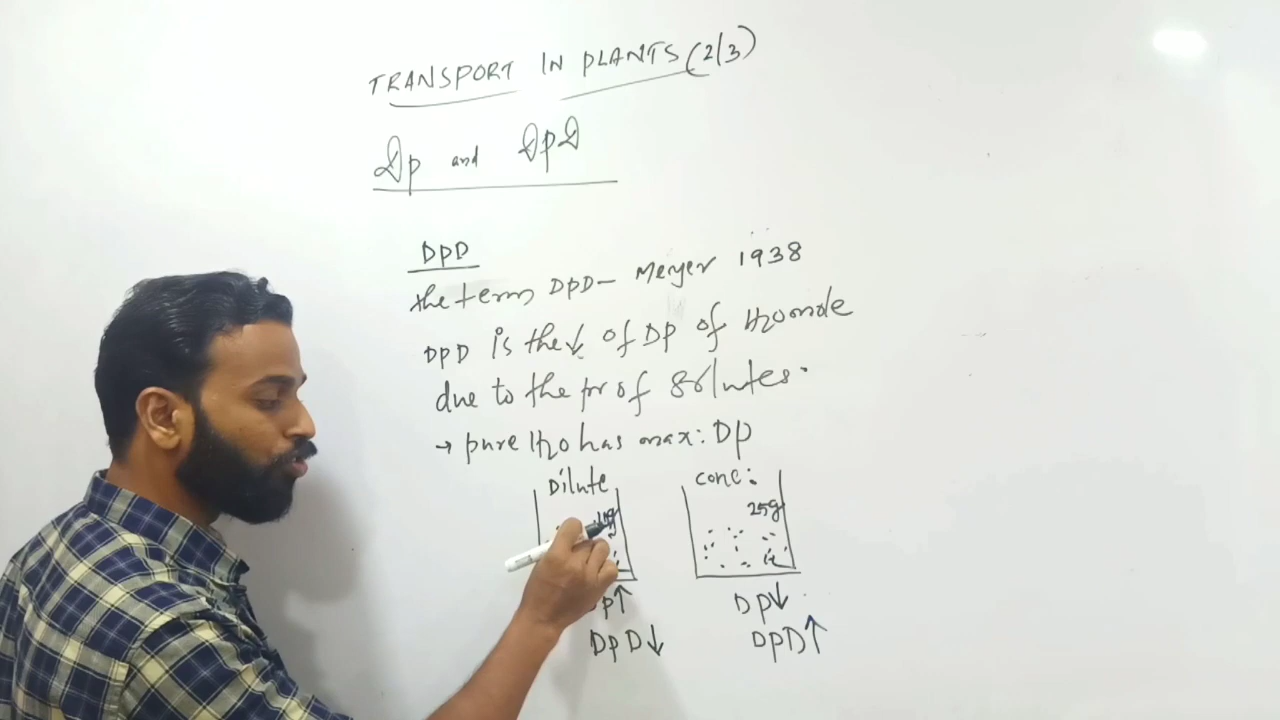 TRANSPORT IN PLANTS (2/3)
Dp and DpD
DPD
the term DPD - Meyer 1938
DPD is the ↓ of DP of H2O mole
due to the pr of solutes.
→ pure H2O has max: DP
Dilute
conc:
25g
1L
DP↑
DP↓
DPD↓
DPD↑